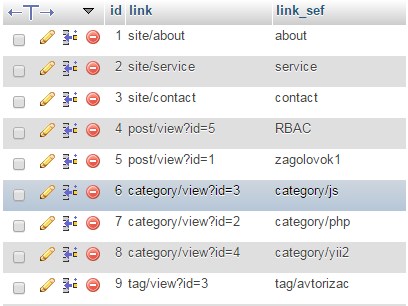 id link link_sef
1 site/about about
2 site/service service
3 site/contact contact
4 post/view?id=5 RBAC
5 post/view?id=1 zagolovok1
6 category/view?id=3 category/js
7 category/view?id=2 category/php
8 category/view?id=4 category/yii2
9 tag/view?id=3 tag/avtorizac